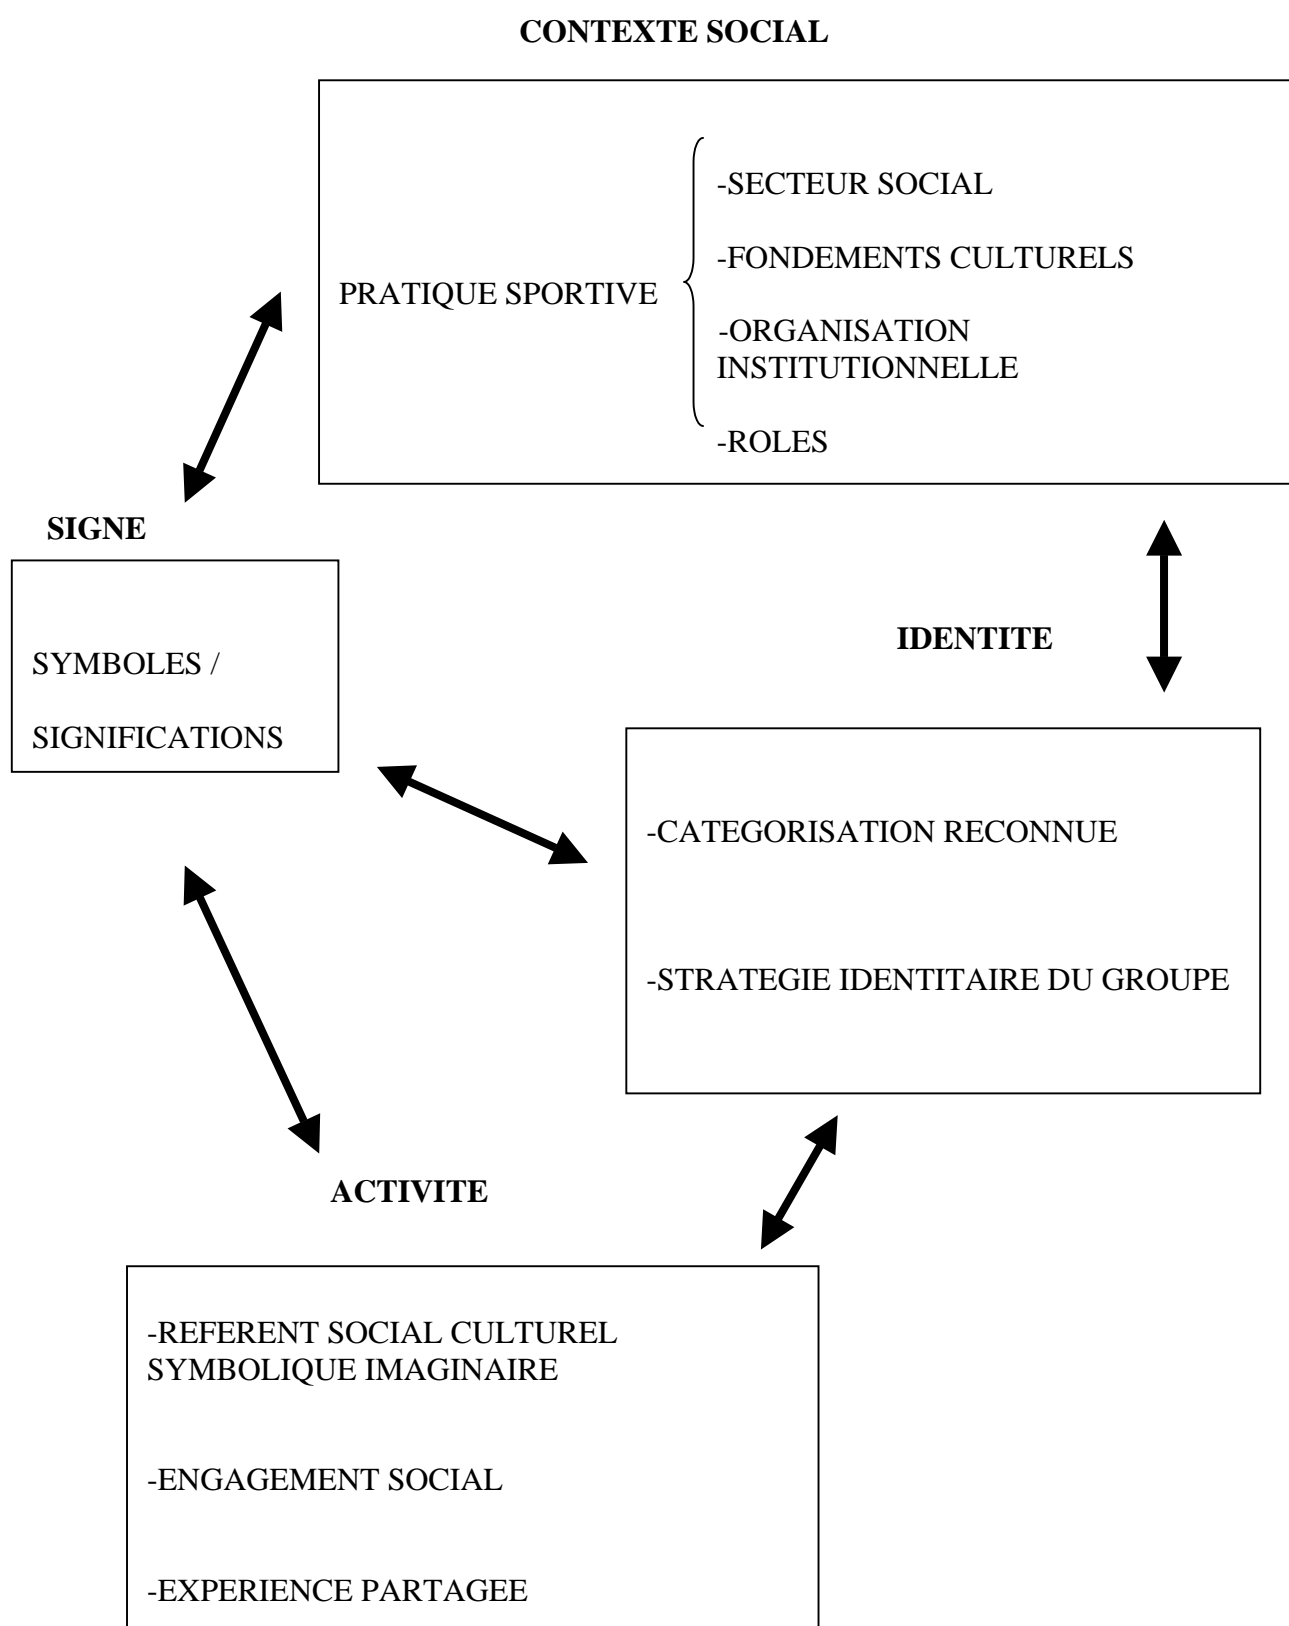 CONTEXTE SOCIAL
PRATIQUE SPORTIVE
-SECTEUR SOCIAL
-FONDEMENTS CULTURELS
-ORGANISATION
INSTITUTIONNELLE
-ROLES
SIGNE
SYMBOLES /
SIGNIFICATIONS
IDENTITE
-CATEGORISATION RECONNUE
-STRATEGIE IDENTITAIRE DU GROUPE
ACTIVITE
-REFERENT SOCIAL CULTUREL
SYMBOLIQUE IMAGINAIRE
-ENGAGEMENT SOCIAL
-EXPERIENCE PARTAGEE